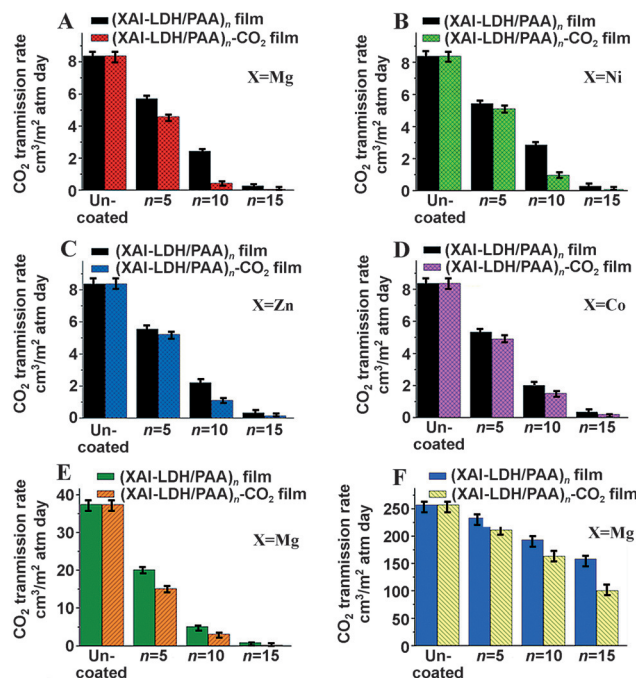 A
(XAl-LDH/PAA)n film
(XAl-LDH/PAA)n-CO2 film
X=Mg
CO2 tranmission rate
cm3/m2 atm day
8
6
4
2
0
Un-
coated
n=5
n=10
n=15
B
(XAl-LDH/PAA)n film
(XAl-LDH/PAA)n-CO2 film
X=Ni
CO2 tranmission rate
cm3/m2 atm day
8
6
4
2
0
Un-
coated
n=5
n=10
n=15
C
(XAl-LDH/PAA)n film
(XAl-LDH/PAA)n-CO2 film
X=Zn
CO2 tranmission rate
cm3/m2 atm day
8
6
4
2
0
Un-
coated
n=5
n=10
n=15
D
(XAl-LDH/PAA)n film
(XAl-LDH/PAA)n-CO2 film
X=Co
CO2 tranmission rate
cm3/m2 atm day
8
6
4
2
0
Un-
coated
n=5
n=10
n=15
E
(XAl-LDH/PAA)n film
(XAl-LDH/PAA)n-CO2 film
X=Mg
CO2 tranmission rate
cm3/m2 atm day
40
30
20
10
0
Un-
coated
n=5
n=10
n=15
F
(XAl-LDH/PAA)n film
(XAl-LDH/PAA)n-CO2 film
X=Mg
CO2 tranmission rate
cm3/m2 atm day
250
200
150
100
50
0
Un-
coated
n=5
n=10
n=15